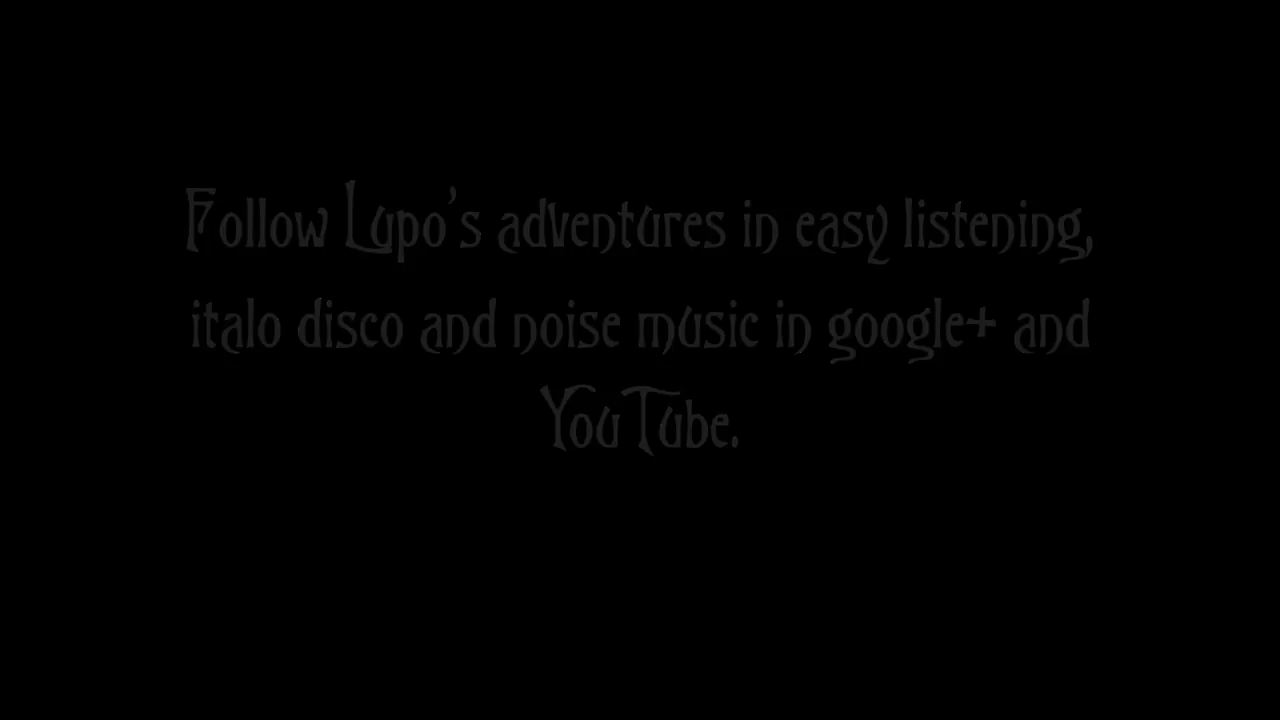 Follow Lupo's adventures in easy listening,
italo disco and noise music in google+ and
YouTube.